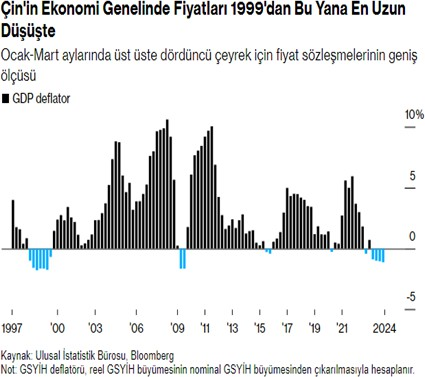 Çin'in Ekonomi Genelinde Fiyatları 1999'dan Bu Yana En Uzun
Düşüşte
Ocak-Mart aylarında üst üste dördüncü çeyrek için fiyat sözleşmelerinin geniş
ölçüsü
GDP deflator
10%
5
0
-5
1997 '00 '03 '06 '09 '11 '13 '15 '17 '19 '21 2024
Kaynak: Ulusal İstatistik Bürosu, Bloomberg
Not: GSYİH deflatörü, reel GSYİH büyümesinin nominal GSYİH büyümesinden çıkarılmasıyla hesaplanır.